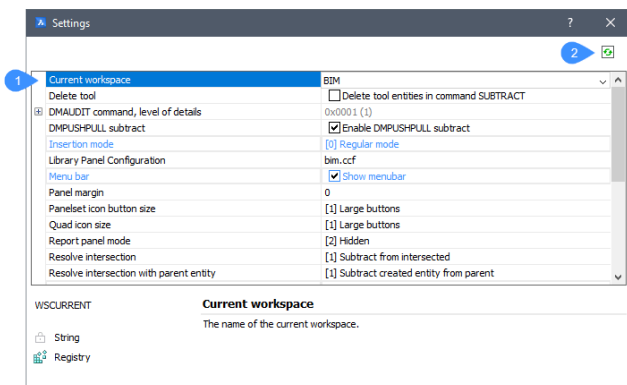 Settings
?
2
1
Current workspace BIM
Delete tool Delete tool entities in command SUBTRACT
DMAUDIT command, level of details 0x0001 (1)
DMPUSHPULL subtract Enable DMPUSHPULL subtract
Insertion mode [0] Regular mode
Library Panel Configuration bim.ccf
Menu bar Show menubar
Panel margin 0
Panelset icon button size [1] Large buttons
Quad icon size [1] Large buttons
Report panel mode [2] Hidden
Resolve intersection [1] Subtract from intersected
Resolve intersection with parent entity [1] Subtract created entity from parent
WSCURRENT Current workspace
The name of the current workspace.
String
Registry